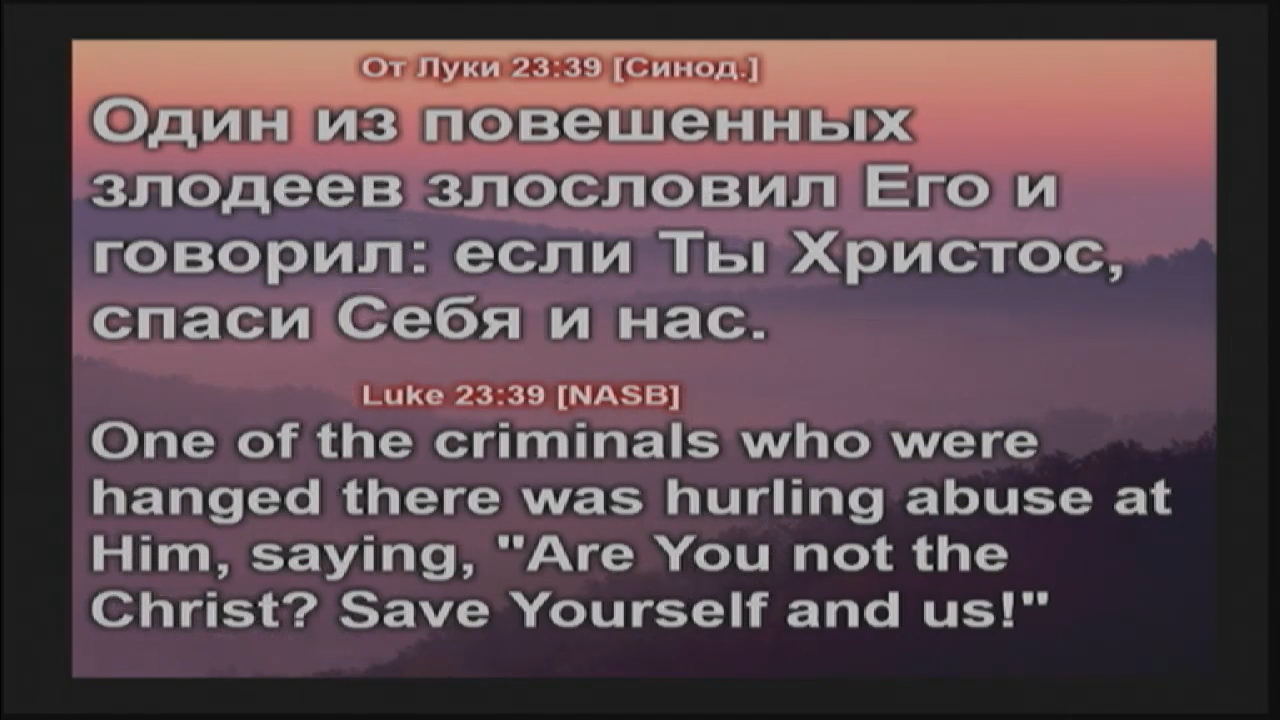 От Луки 23:39 [Синод.]
Один из повешенных
злодеев злословил Его и
говорил: если Ты Христос,
спаси Себя и нас.
Luke 23:39 [NASB]
One of the criminals who were
hanged there was hurling abuse at
Him, saying, "Are You not the
Christ? Save Yourself and us!"